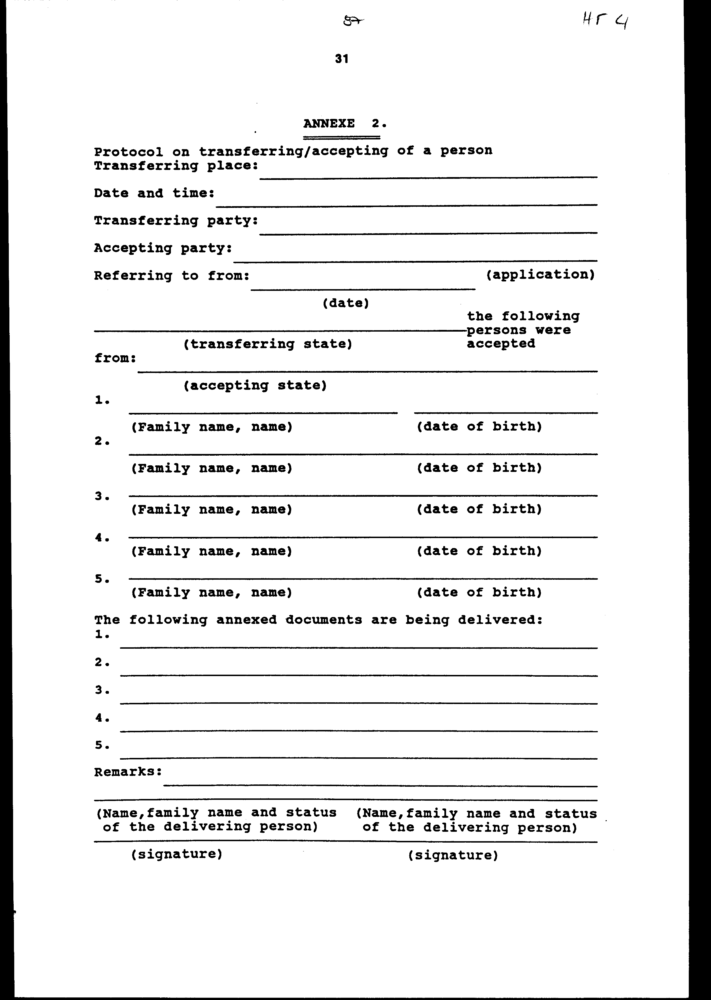 31
ANNEXE 2.
Protocol on transferring/accepting of a person
Transferring place:
Date and time:
Transferring party:
Accepting party:
Referring to from: (application)
(date)
the following
persons were
(transferring state) accepted
from:
(accepting state)
1.
(Family name, name) (date of birth)
2.
(Family name, name) (date of birth)
3.
(Family name, name) (date of birth)
4.
(Family name, name) (date of birth)
5.
(Family name, name) (date of birth)
The following annexed documents are being delivered:
1.
2.
3.
4.
5.
Remarks:
(Name,family name and status (Name,family name and status
of the delivering person) of the delivering person)
(signature) (signature)